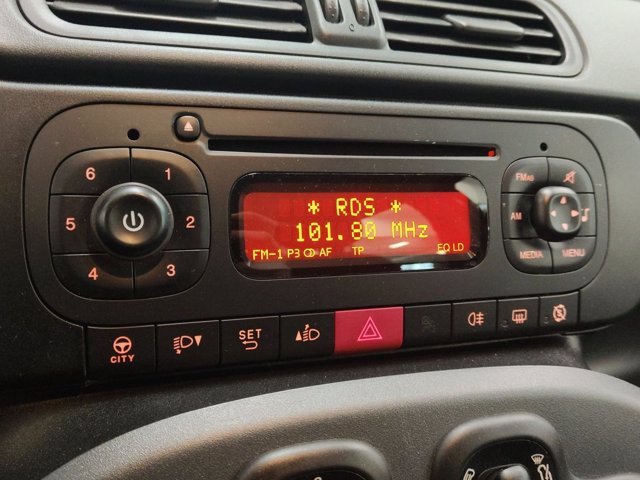 6 1
5 2
4 3
* RDS *
101.80 MHz
FM-1 P3 AF TP EQ LD
FMAS
AM
MEDIA MENU
CITY
SET